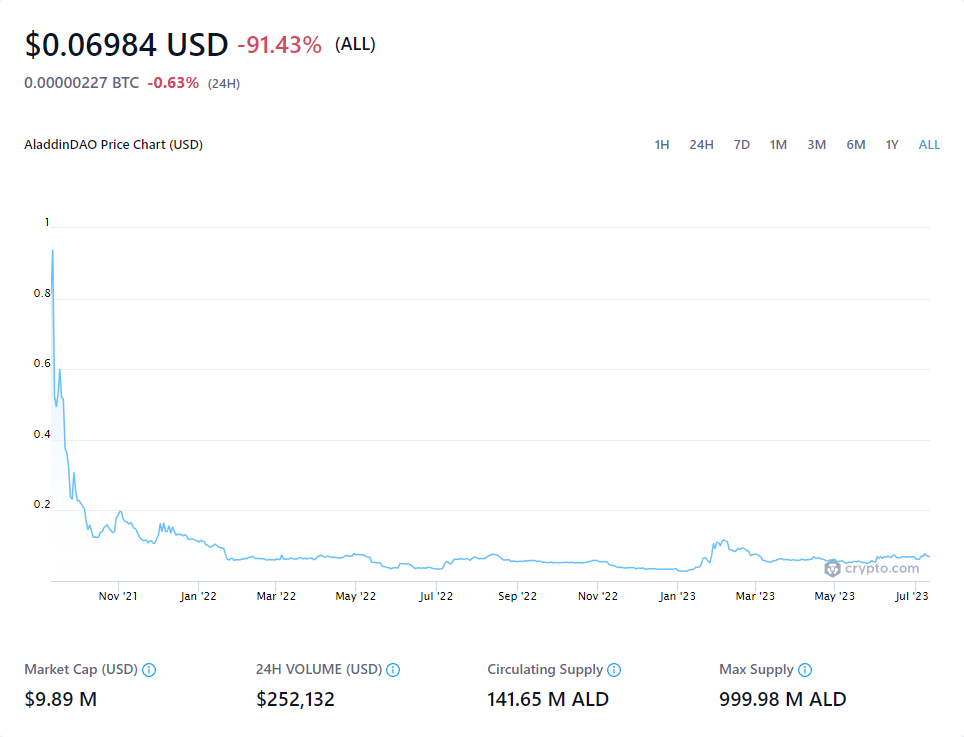 $0.06984 USD -91.43% (ALL)
0.00000227 BTC -0.63% (24H)
AladdinDAO Price Chart (USD) 1H 24H 7D 1M 3M 6M 1Y ALL
1
0.8
0.6
0.4
0.2
crypto.com
Nov '21 Jan '22 Mar '22 May '22 Jul '22 Sep '22 Nov '22 Jan '23 Mar '23 May '23 Jul '23
Market Cap (USD) 24H VOLUME (USD) Circulating Supply Max Supply
$9.89 M $252,132 141.65 M ALD 999.98 M ALD